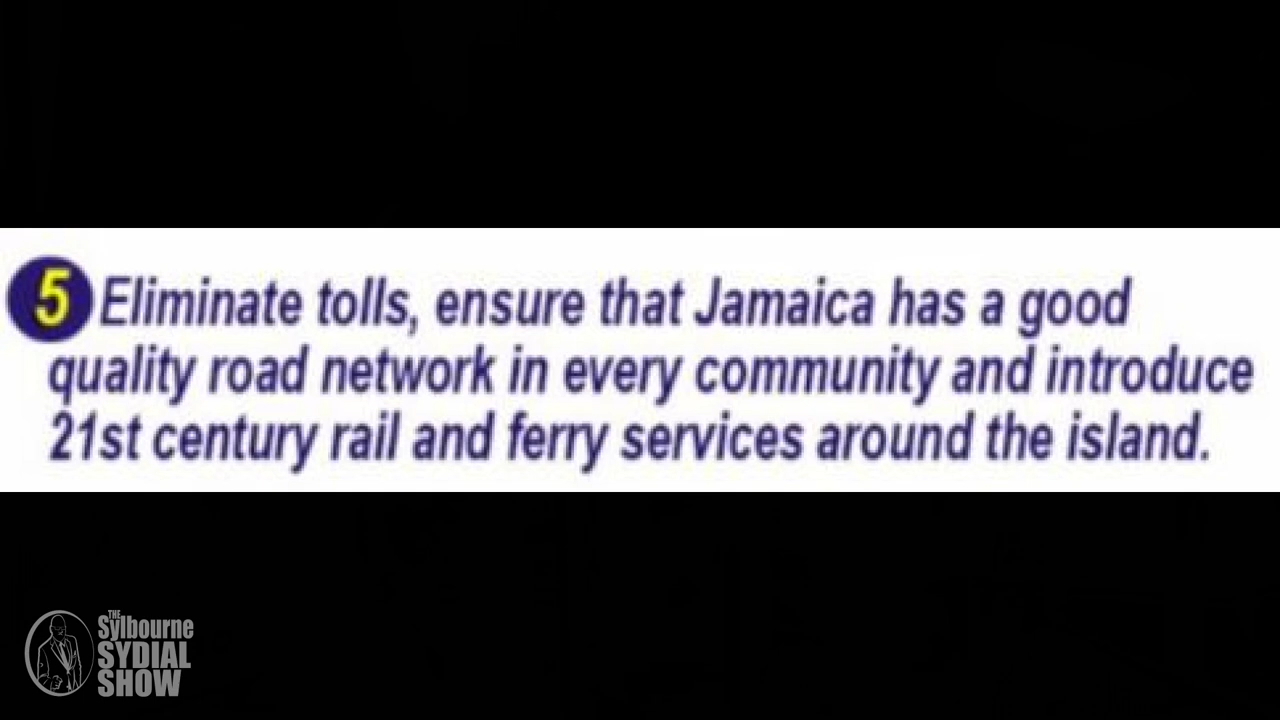 5 Eliminate tolls, ensure that Jamaica has a good
quality road network in every community and introduce
21st century rail and ferry services around the island.
THE
Sylbourne
SYDIAL
SHOW